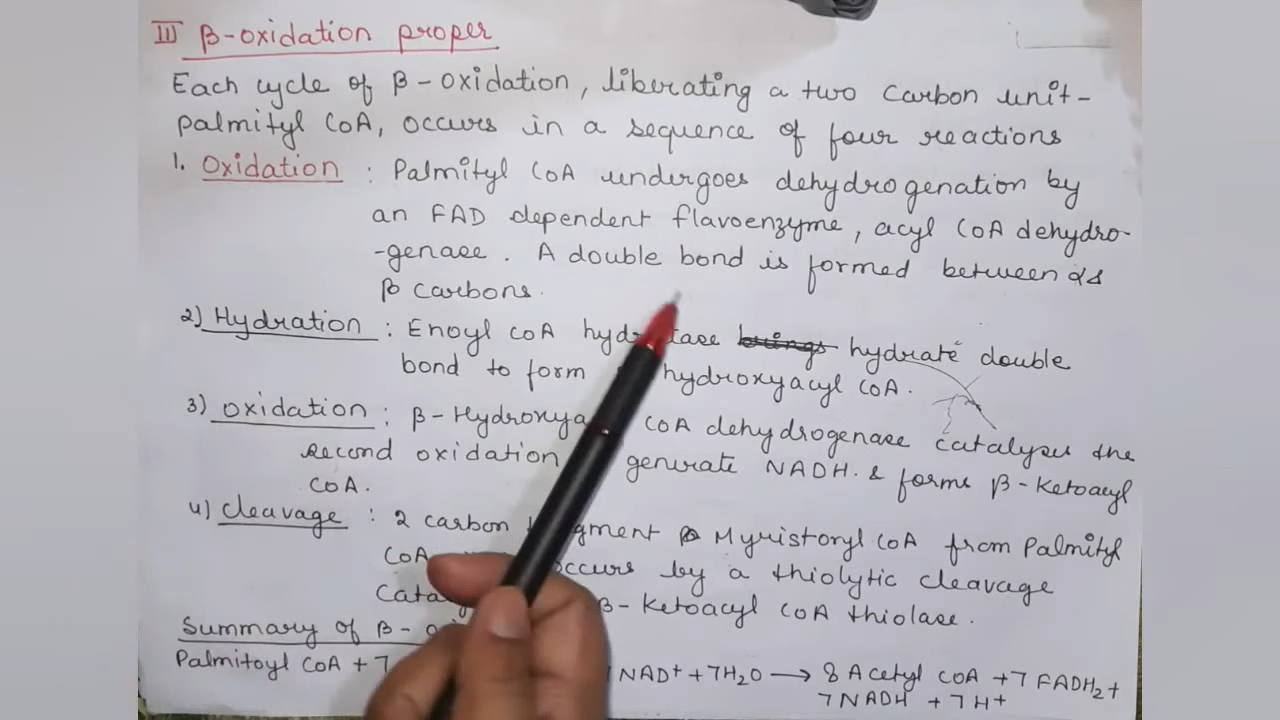 III β-oxidation proper
Each cycle of β-oxidation, liberating a two carbon unit-
palmityl CoA, occurs in a sequence of four reactions
1. Oxidation : Palmityl CoA undergoes dehydrogenation by
an FAD dependent flavoenzyme, acyl CoA dehydro-
-genase. A double bond is formed between α &
β carbons.
2) Hydration : Enoyl CoA hydrate double
bond to form hydroxyacyl CoA.
3) oxidation : β-Hydroxya CoA dehydrogenase catalyses the
second oxidation generate NADH. & forms β-Ketoacyl
CoA.
4) cleavage : 2 carbon Myristoryl CoA from Palmityl
CoA occurs by a thiolytic cleavage
β-Ketoacyl CoA thiolase.
Summary of β-
Palmitoyl CoA + 7 NAD+ + 7H2O → 8 Acetyl CoA + 7 FADH2 +
7 NADH + 7 H+